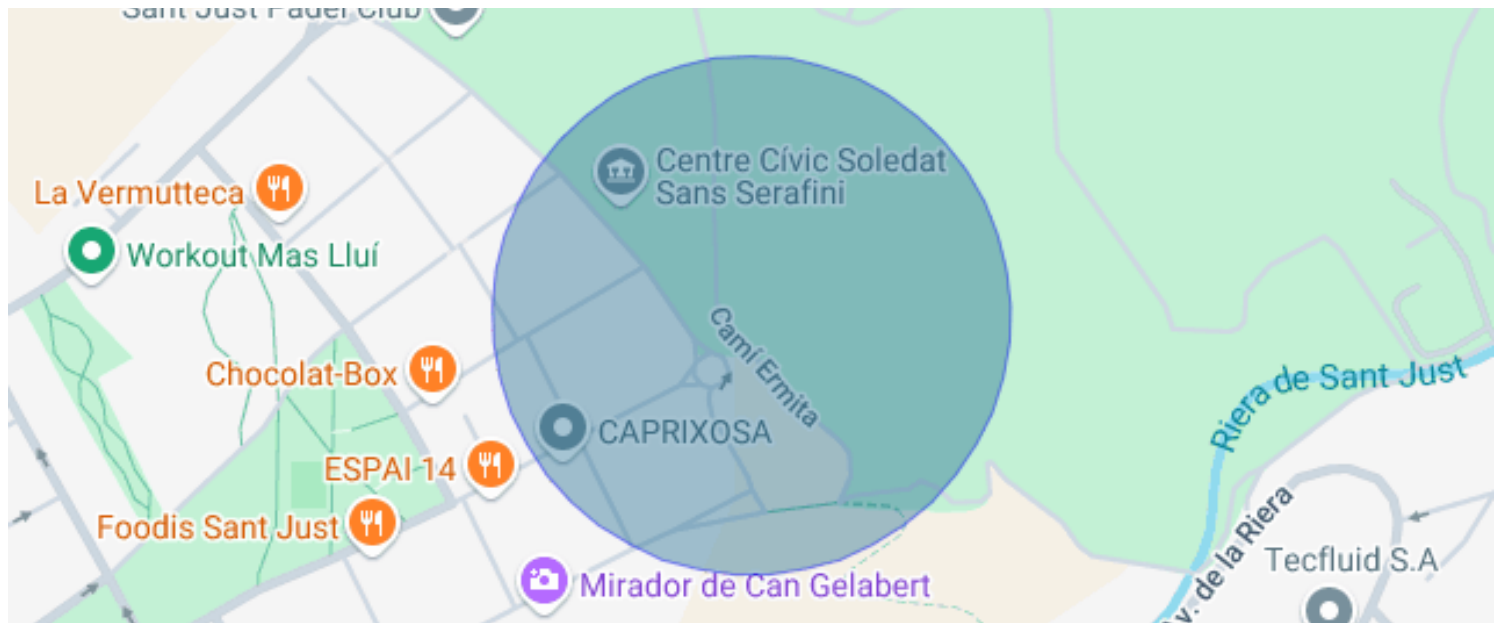 Sant Just Padel Club
Centre Cívic Soledat
Sans Serafini
La Vermutteca
Workout Mas Lluí
Camí Ermita
Riera de Sant Just
Chocolat-Box
CAPRIXOSA
ESPAI 14
Foodis Sant Just
Av. de la Riera
Tecfluid S.A
Mirador de Can Gelabert